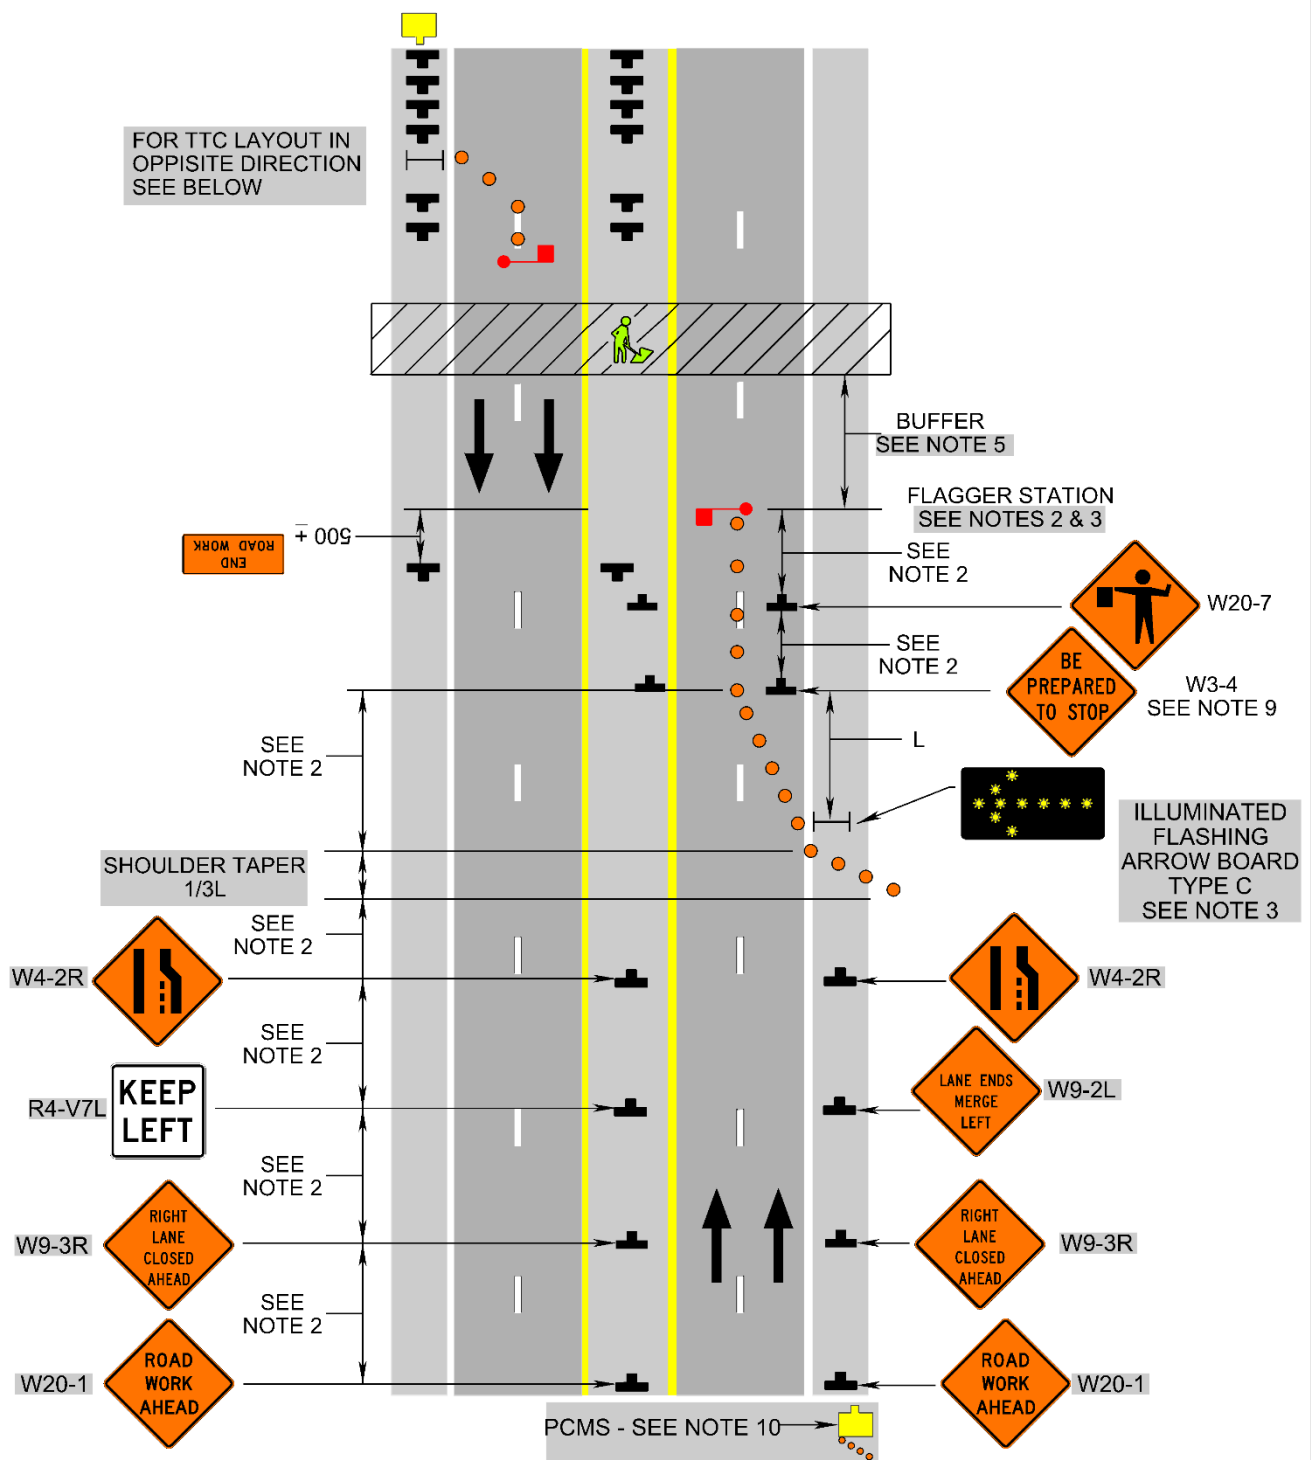 FOR TTC LAYOUT IN
OPPISITE DIRECTION
SEE BELOW
BUFFER
SEE NOTE 5
FLAGGER STATION
SEE NOTES 2 & 3
500 +
END
ROAD WORK
SEE
NOTE 2
W20-7
SEE
NOTE 2
BE
PREPARED
TO STOP
W3-4
SEE NOTE 9
SEE
NOTE 2
L
ILLUMINATED
FLASHING
ARROW BOARD
TYPE C
SEE NOTE 3
SHOULDER TAPER
1/3L
SEE
NOTE 2
W4-2R
W4-2R
SEE
NOTE 2
R4-V7L
KEEP
LEFT
LANE ENDS
MERGE
LEFT
W9-2L
SEE
NOTE 2
W9-3R
RIGHT
LANE
CLOSED
AHEAD
RIGHT
LANE
CLOSED
AHEAD
W9-3R
SEE
NOTE 2
W20-1
ROAD
WORK
AHEAD
ROAD
WORK
AHEAD
W20-1
PCMS - SEE NOTE 10